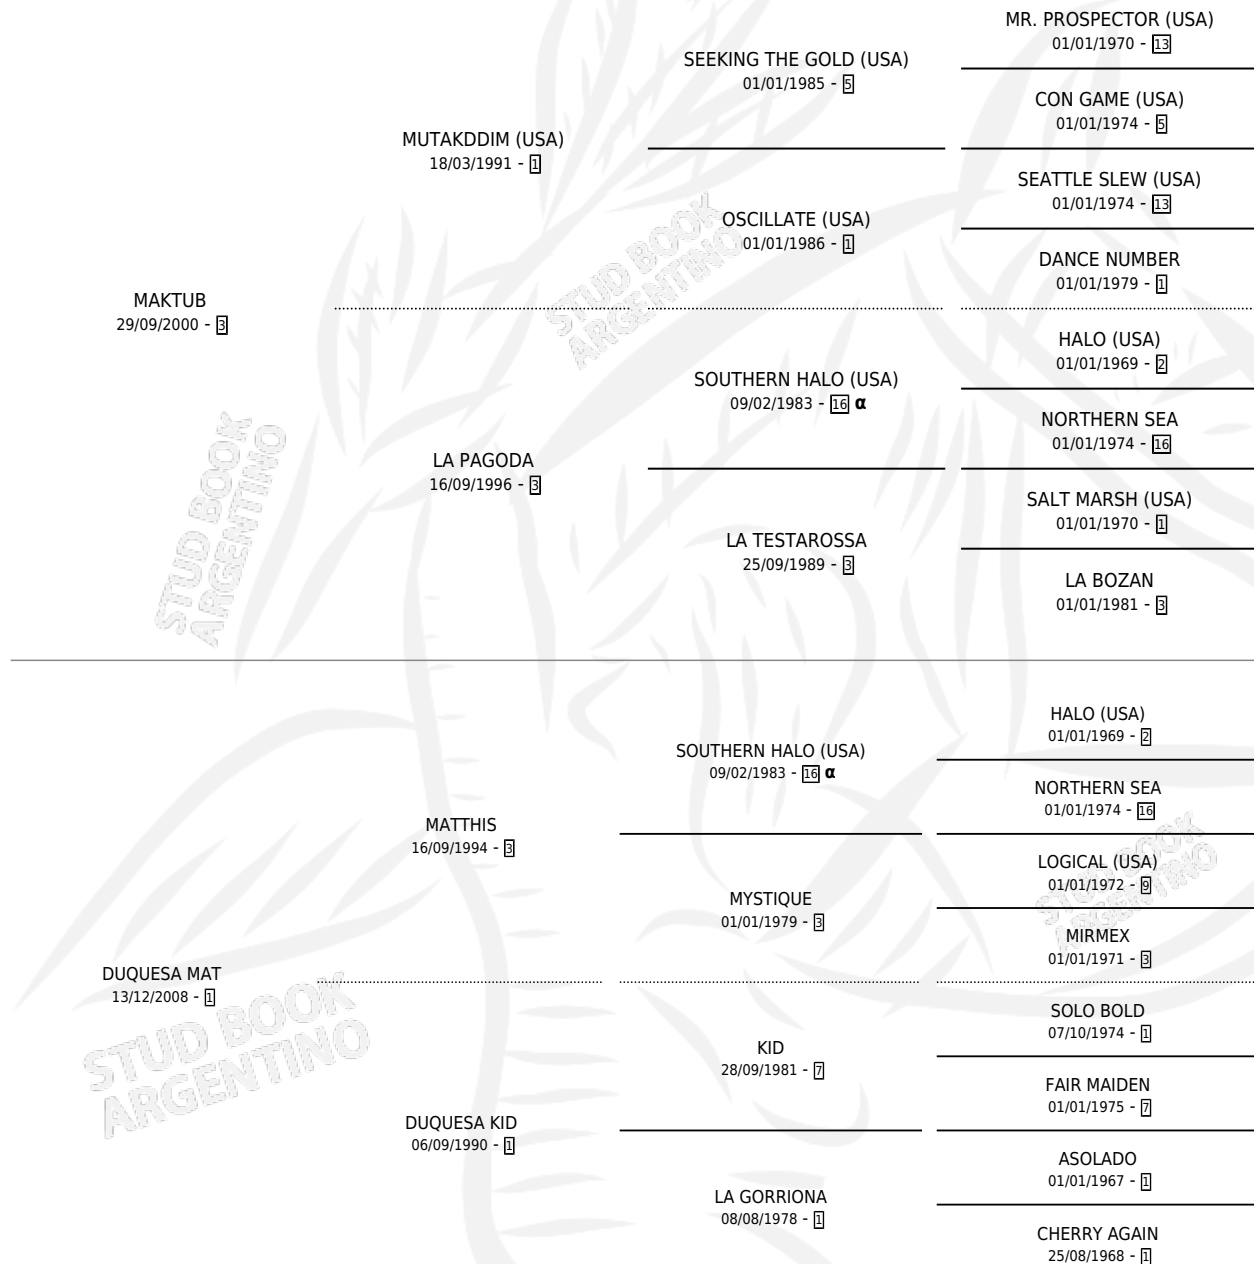 MR. PROSPECTOR (USA)
01/01/1970 - 13
SEEKING THE GOLD (USA)
01/01/1985 - 5
CON GAME (USA)
01/01/1974 - 5
MUTAKDDIM (USA)
18/03/1991 - 1
SEATTLE SLEW (USA)
01/01/1974 - 13
OSCILLATE (USA)
01/01/1986 - 1
DANCE NUMBER
01/01/1979 - 1
MAKTUB
29/09/2000 - 3
HALO (USA)
01/01/1969 - 2
SOUTHERN HALO (USA)
09/02/1983 - 16 α
NORTHERN SEA
01/01/1974 - 16
LA PAGODA
16/09/1996 - 3
SALT MARSH (USA)
01/01/1970 - 1
LA TESTAROSSA
25/09/1989 - 3
LA BOZAN
01/01/1981 - 3
HALO (USA)
01/01/1969 - 2
SOUTHERN HALO (USA)
09/02/1983 - 16 α
NORTHERN SEA
01/01/1974 - 16
MATTHIS
16/09/1994 - 3
LOGICAL (USA)
01/01/1972 - 9
MYSTIQUE
01/01/1979 - 3
MIRMEX
01/01/1971 - 3
DUQUESA MAT
13/12/2008 - 1
SOLO BOLD
07/10/1974 - 1
KID
28/09/1981 - 7
FAIR MAIDEN
01/01/1975 - 7
DUQUESA KID
06/09/1990 - 1
ASOLADO
01/01/1967 - 1
LA GORRIONA
08/08/1978 - 1
CHERRY AGAIN
25/08/1968 - 1
STUD BOOK
ARGENTINO
STUD BOOK
ARGENTINO
STUD BOOK
ARGENTINO
STUD BOOK
ARGENTINO